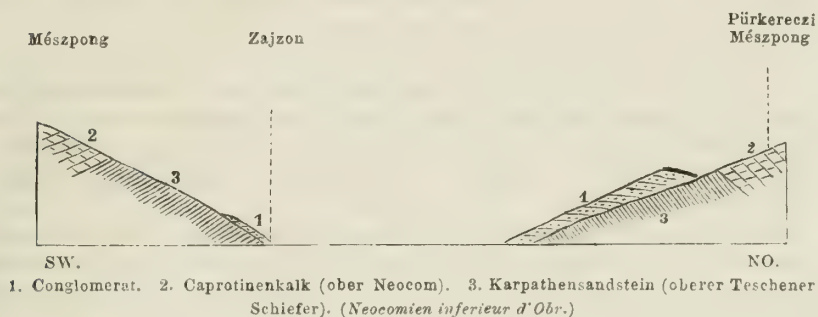 Pürkereczi
Mészpong Zajzon Mészpong
2 3 1 1 2 3
SW. NO.
1. Conglomerat. 2. Caprotinenkalk (ober Neocom). 3. Karpathensandstein (oberer Teschener
Schiefer). (Neocomien inferieur d'Obr.)